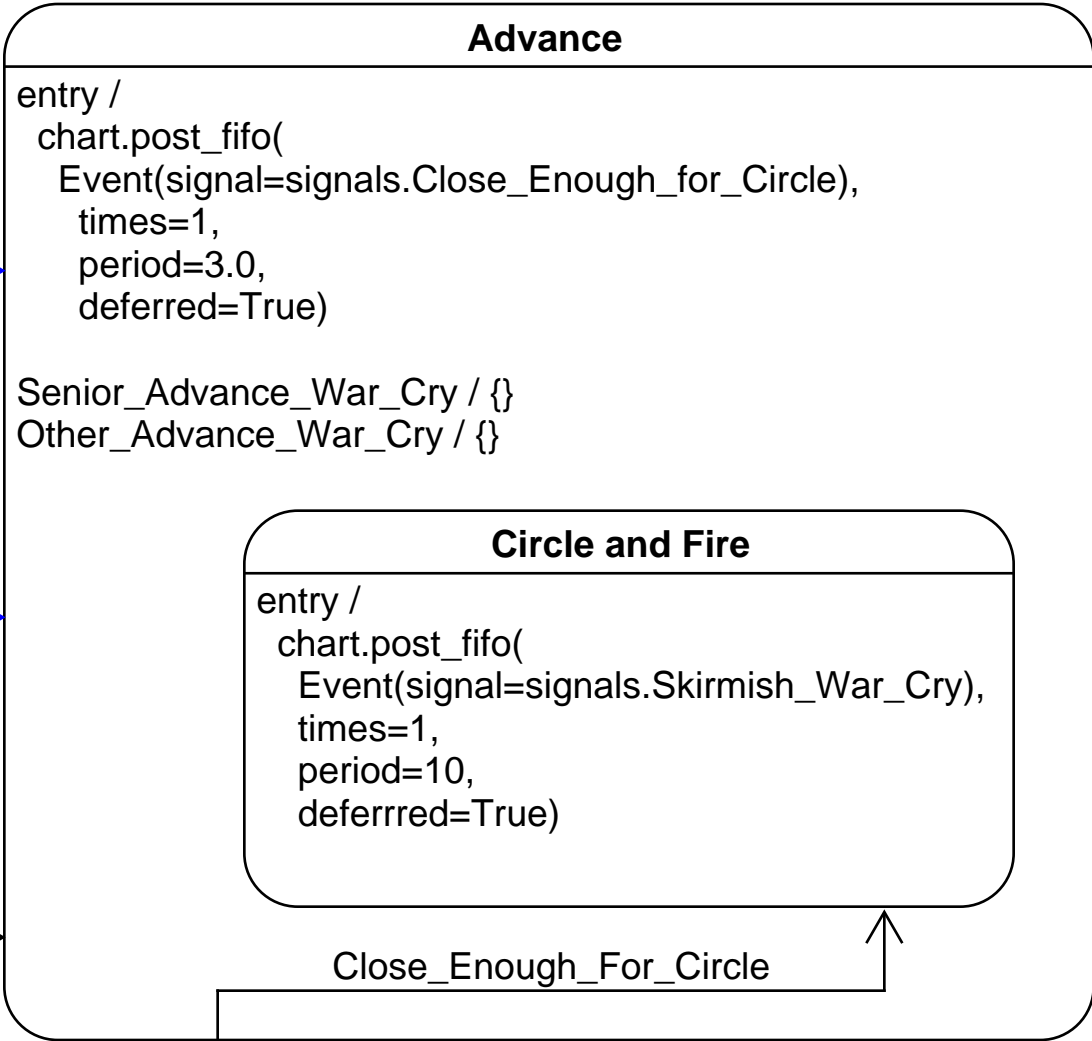 Advance
entry /
chart.post_fifo(
Event(signal=signals.Close_Enough_for_Circle),
times=1,
period=3.0,
deferred=True)
Senior_Advance_War_Cry / {}
Other_Advance_War_Cry / {}
Circle and Fire
entry /
chart.post_fifo(
Event(signal=signals.Skirmish_War_Cry),
times=1,
period=10,
deferrred=True)
Close_Enough_For_Circle